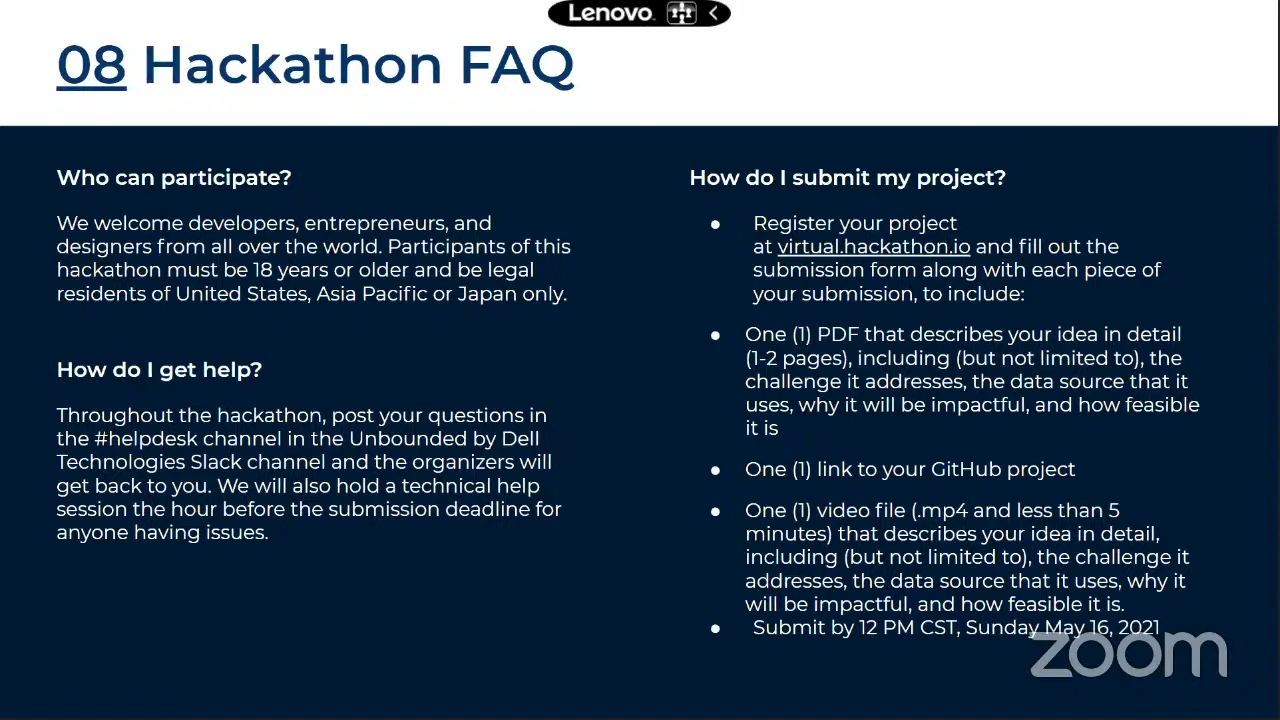 Lenovo
08 Hackathon FAQ
Who can participate?
We welcome developers, entrepreneurs, and
designers from all over the world. Participants of this
hackathon must be 18 years or older and be legal
residents of United States, Asia Pacific or Japan only.
How do I get help?
Throughout the hackathon, post your questions in
the #helpdesk channel in the Unbounded by Dell
Technologies Slack channel and the organizers will
get back to you. We will also hold a technical help
session the hour before the submission deadline for
anyone having issues.
How do I submit my project?
● Register your project
at virtual.hackathon.io and fill out the
submission form along with each piece of
your submission, to include:
● One (1) PDF that describes your idea in detail
(1-2 pages), including (but not limited to), the
challenge it addresses, the data source that it
uses, why it will be impactful, and how feasible
it is
● One (1) link to your GitHub project
● One (1) video file (.mp4 and less than 5
minutes) that describes your idea in detail,
including (but not limited to), the challenge it
addresses, the data source that it uses, why it
will be impactful, and how feasible it is.
● Submit by 12 PM CST, Sunday May 16, 2021
zoom